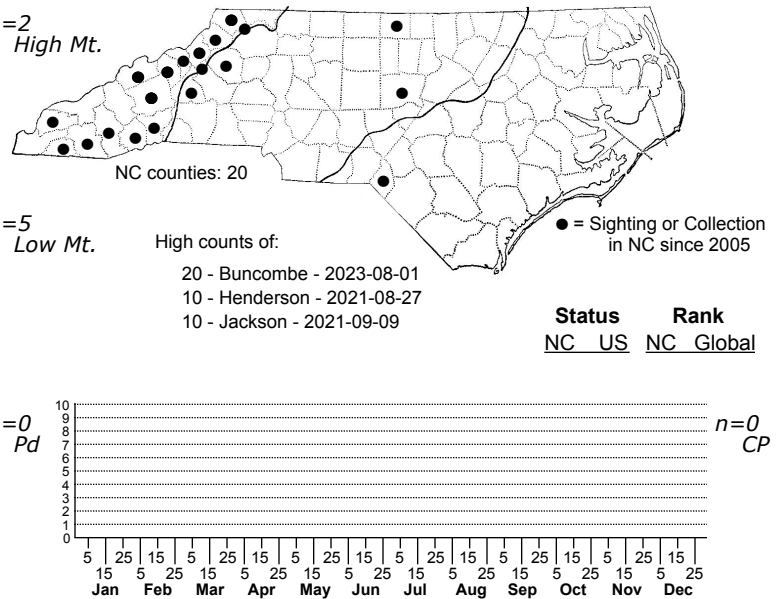 =2
High Mt.
NC counties: 20
=5
Low Mt.
High counts of:
20 - Buncombe - 2023-08-01
10 - Henderson - 2021-08-27
10 - Jackson - 2021-09-09
● = Sighting or Collection
in NC since 2005
Status Rank
NC US NC Global
=0
Pd
n=0
CP
10
9
8
7
6
5
4
3
2
1
0
5 25 15 5 25 15 5 25 15 5 25 15 5 25 15 5 25 15
15 5 25 15 5 25 15 5 25 15 5 25 15 5 25 15 5 25
Jan Feb Mar Apr May Jun Jul Aug Sep Oct Nov Dec